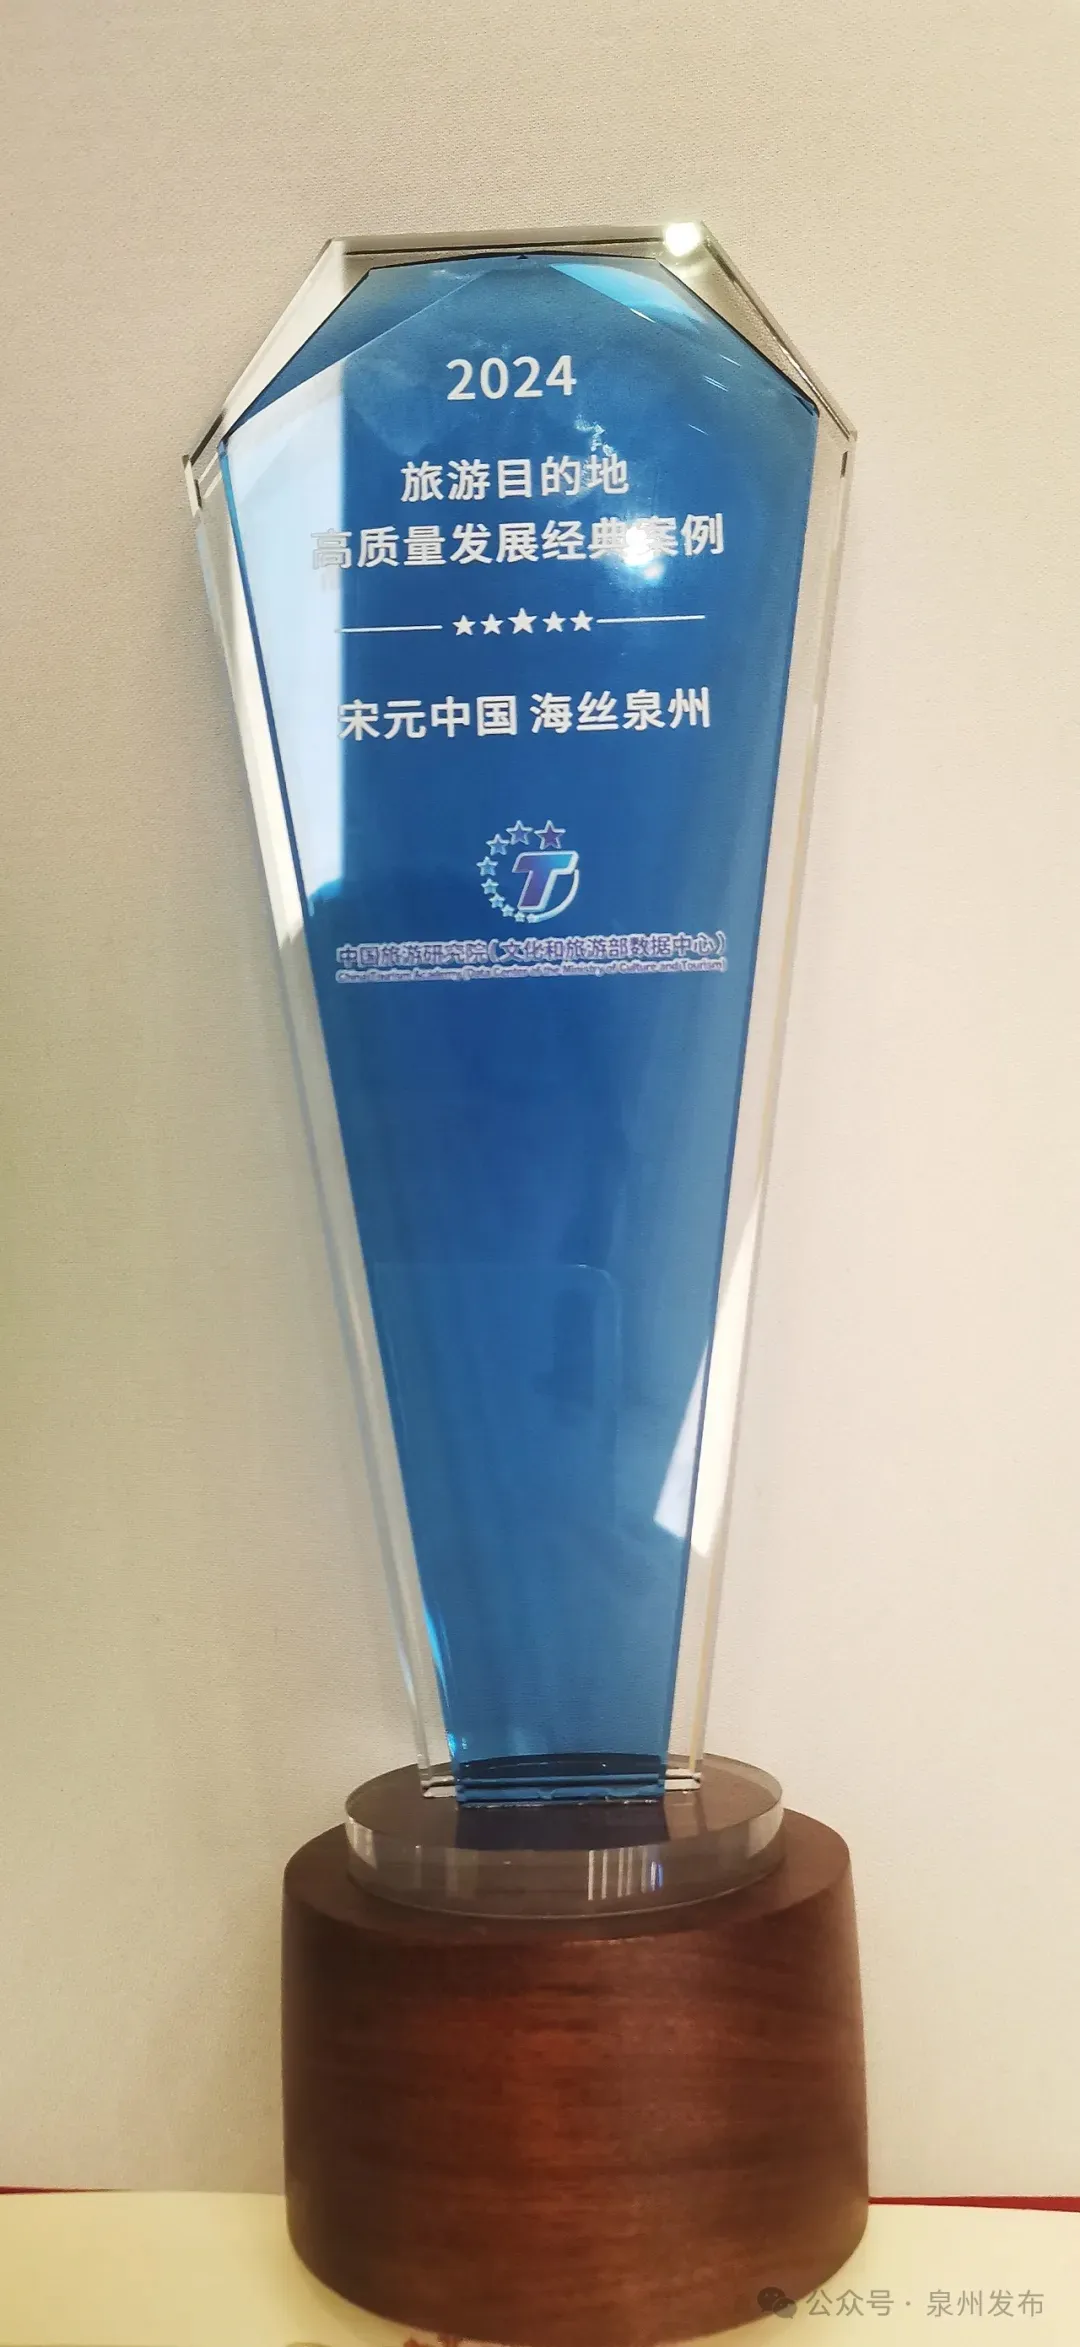 2024
旅游目的地
高质量发展经典案例
宋元中国 海丝泉州
T
中国旅游研究院(文化和旅游部数据中心)
China Tourism Academy (Data Center of the Ministry of Culture and Tourism)
公众号 · 泉州发布